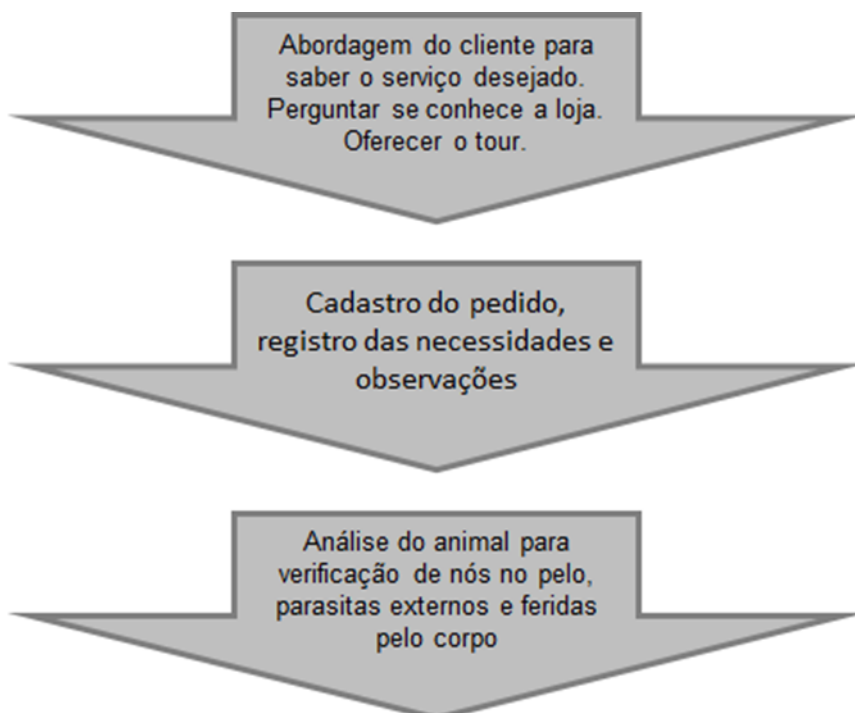 Abordagem do cliente para
saber o serviço desejado.
Perguntar se conhece a loja.
Oferecer o tour.
Cadastro do pedido,
registro das necessidades e
observações
Análise do animal para
verificação de nós no pelo,
parasitas externos e feridas
pelo corpo